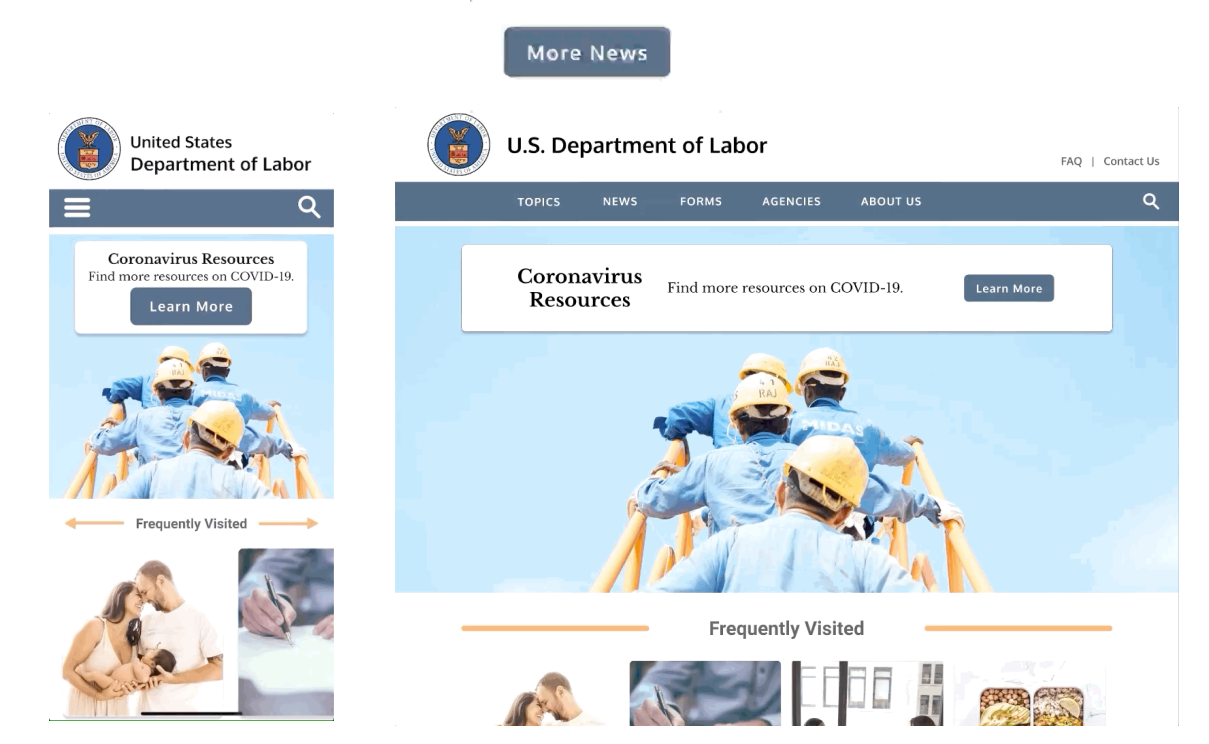 More News
United States
Department of Labor
Coronavirus Resources
Find more resources on COVID-19.
Learn More
Frequently Visited
U.S. Department of Labor
FAQ | Contact Us
TOPICS NEWS FORMS AGENCIES ABOUT US
Coronavirus
Resources
Find more resources on COVID-19.
Learn More
RAJ
MIDAS
Frequently Visited